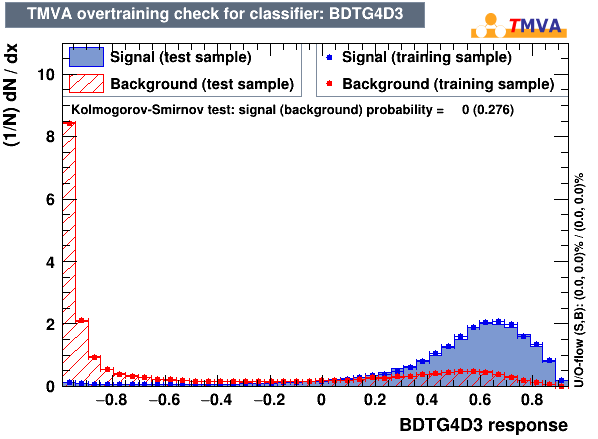 TMVA overtraining check for classifier: BDTG4D3
TMVA
Signal (test sample)
Background (test sample)
Signal (training sample)
Background (training sample)
Kolmogorov-Smirnov test: signal (background) probability = 0 (0.276)
(1/N) dN / dx
10
8
6
4
2
0
−0.8 −0.6 −0.4 −0.2 0 0.2 0.4 0.6 0.8
BDTG4D3 response
U/O-flow (S,B): (0.0, 0.0)% / (0.0, 0.0)%